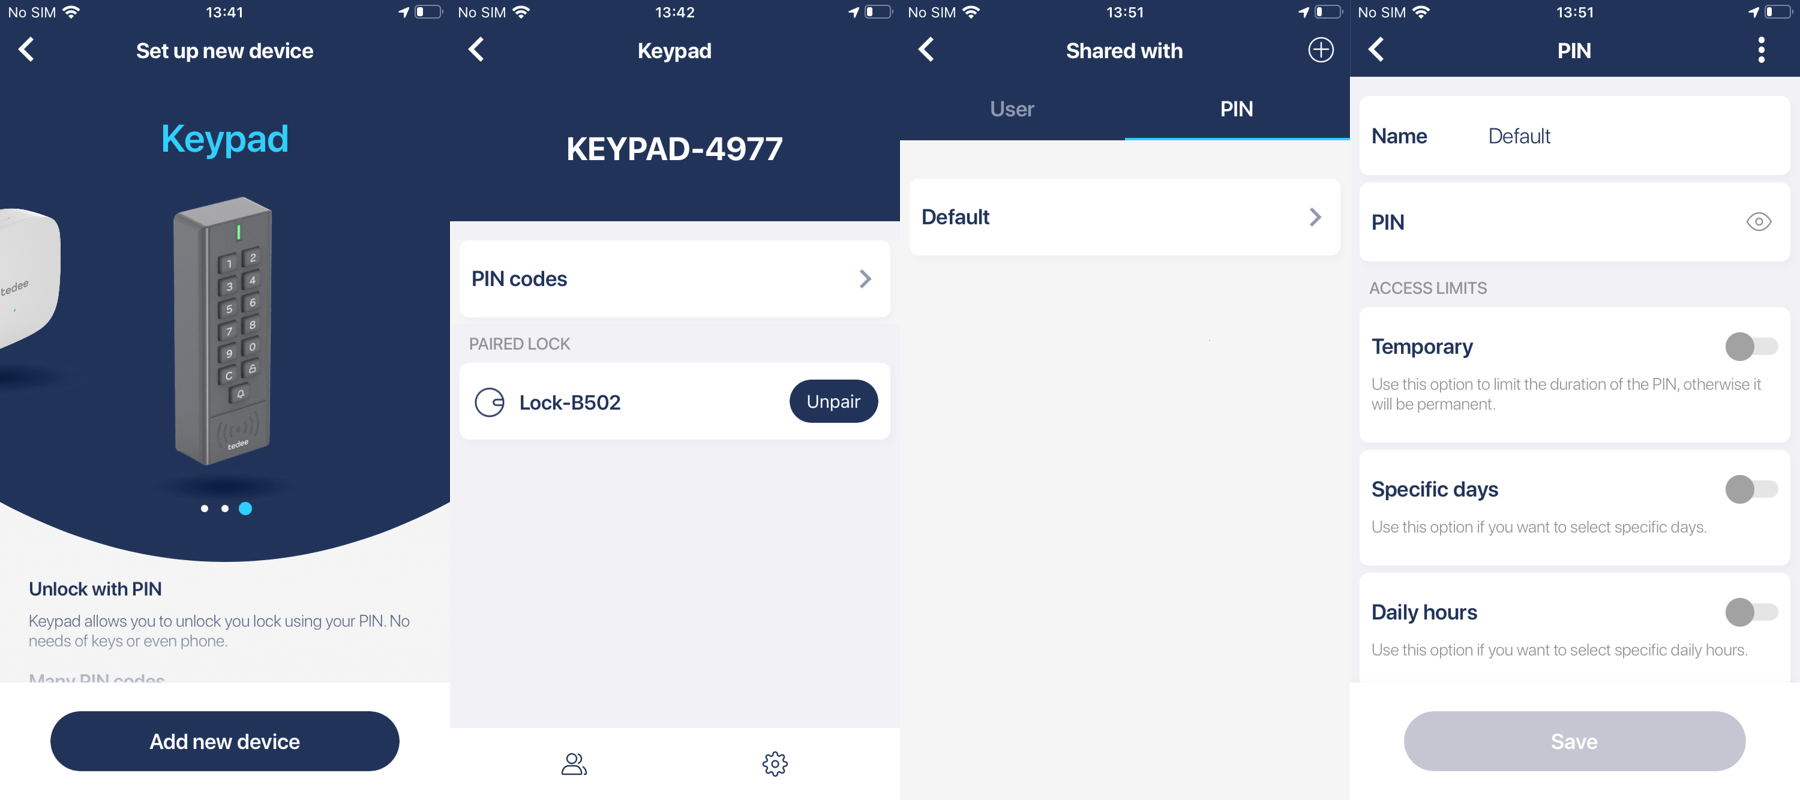 No SIM 13:41
Set up new device
Keypad
tedee
1 2
3 4
5 6
7 8
9 0
C
tedee
Unlock with PIN
Keypad allows you to unlock you lock using your PIN. No
needs of keys or even phone.
Many PIN codes
Add new device
No SIM 13:42
Keypad
KEYPAD-4977
PIN codes
PAIRED LOCK
Lock-B502
Unpair
No SIM 13:51
Shared with
User
PIN
Default
No SIM 13:51
PIN
Name Default
PIN
ACCESS LIMITS
Temporary
Use this option to limit the duration of the PIN, otherwise it
will be permanent.
Specific days
Use this option if you want to select specific days.
Daily hours
Use this option if you want to select specific daily hours.
Save